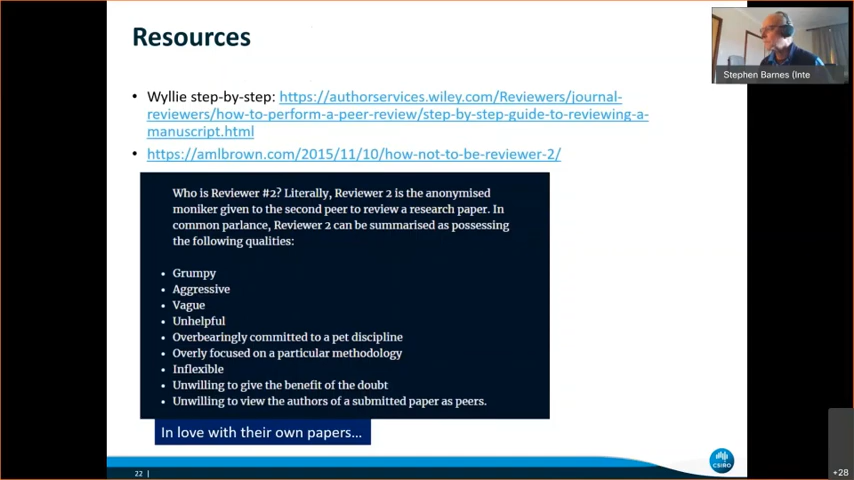 Resources
• Wyllie step-by-step: https://authorservices.wiley.com/Reviewers/journal-
reviewers/how-to-perform-a-peer-review/step-by-step-guide-to-reviewing-a-
manuscript.html
• https://amlbrown.com/2015/11/10/how-not-to-be-reviewer-2/
Who is Reviewer #2? Literally, Reviewer 2 is the anonymised
moniker given to the second peer to review a research paper. In
common parlance, Reviewer 2 can be summarised as possessing
the following qualities:
• Grumpy
• Aggressive
• Vague
• Unhelpful
• Overbearingly committed to a pet discipline
• Overly focused on a particular methodology
• Inflexible
• Unwilling to give the benefit of the doubt
• Unwilling to view the authors of a submitted paper as peers.
In love with their own papers...
22 |
CSIRO
Stephen Barnes (Inte
+28